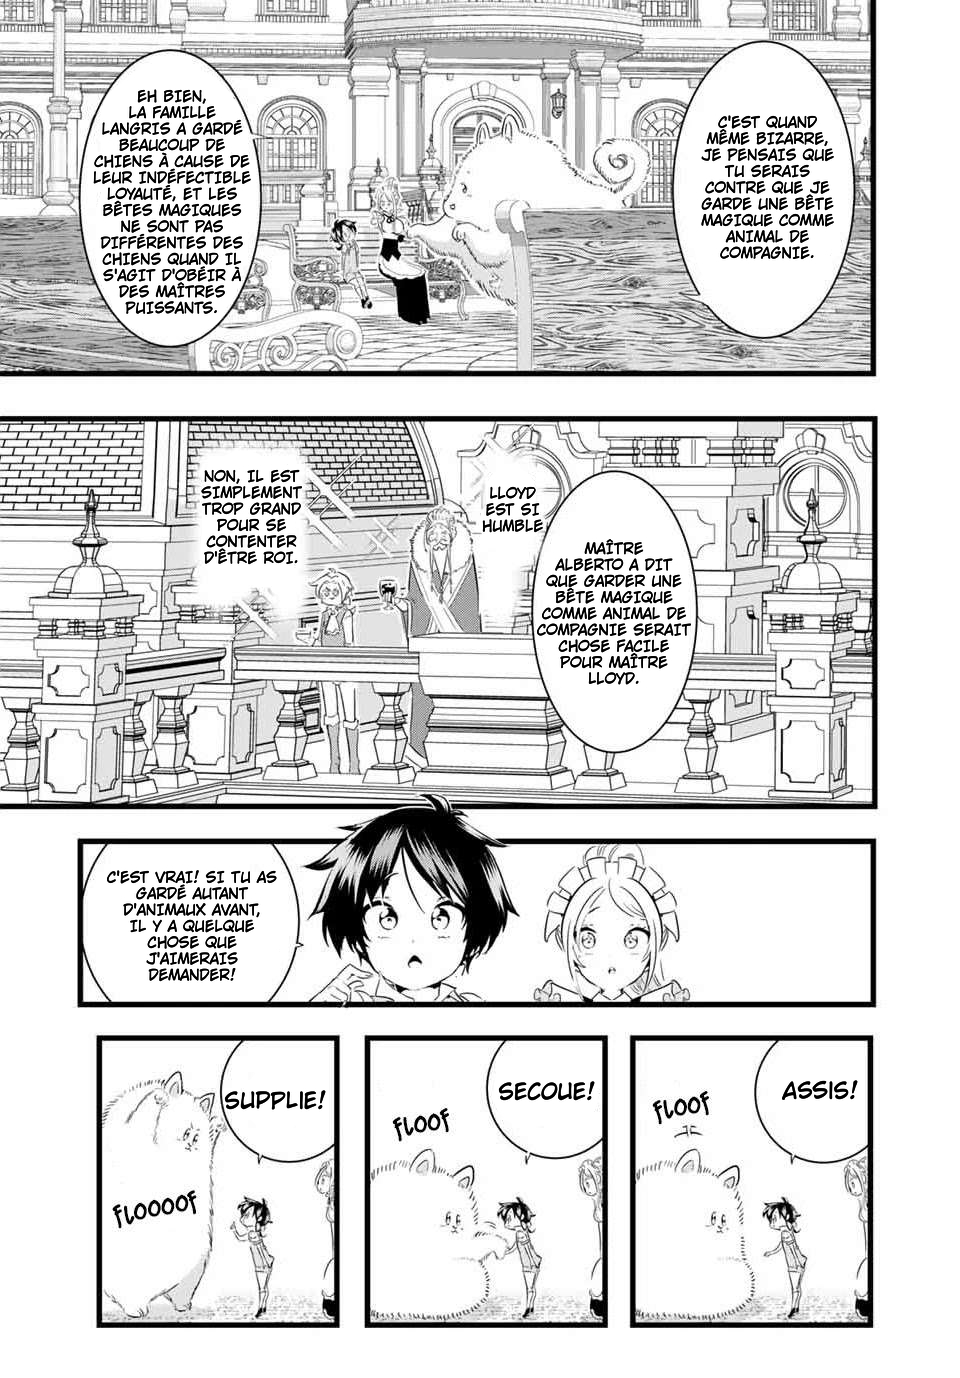 C'EST QUAND
MÊME BIZARRE,
JE PENSAIS QUE
TU SERAIS
CONTRE QUE JE
GARDE UNE BÊTE
MAGIQUE COMME
ANIMAL DE
COMPAGNIE.
EH BIEN,
LA FAMILLE
LANGRIS A GARDÉ
BEAUCOUP DE
CHIENS À CAUSE DE
LEUR INDÉFECTIBLE
LOYAUTÉ, ET LES
BÊTES MAGIQUES
NE SONT PAS
DIFFÉRENTES DES
CHIENS QUAND IL
S'AGIT D'OBÉIR À
DES MAÎTRES
PUISSANTS.
MAÎTRE
ALBERTO A DIT
QUE GARDER UNE
BÊTE MAGIQUE
COMME ANIMAL DE
COMPAGNIE SERAIT
CHOSE FACILE
POUR MAÎTRE
LLOYD.
LLOYD
EST SI
HUMBLE
NON, IL EST
SIMPLEMENT
TROP GRAND
POUR SE
CONTENTER
D'ÊTRE ROI.
C'EST VRAI! SI TU AS
GARDÉ AUTANT
D'ANIMAUX AVANT,
IL Y A QUELQUE
CHOSE QUE
J'AIMERAIS
DEMANDER!
ASSIS!
FLOOF
SECOUE!
FLOOF
SUPPLIE!
FLOOOOF